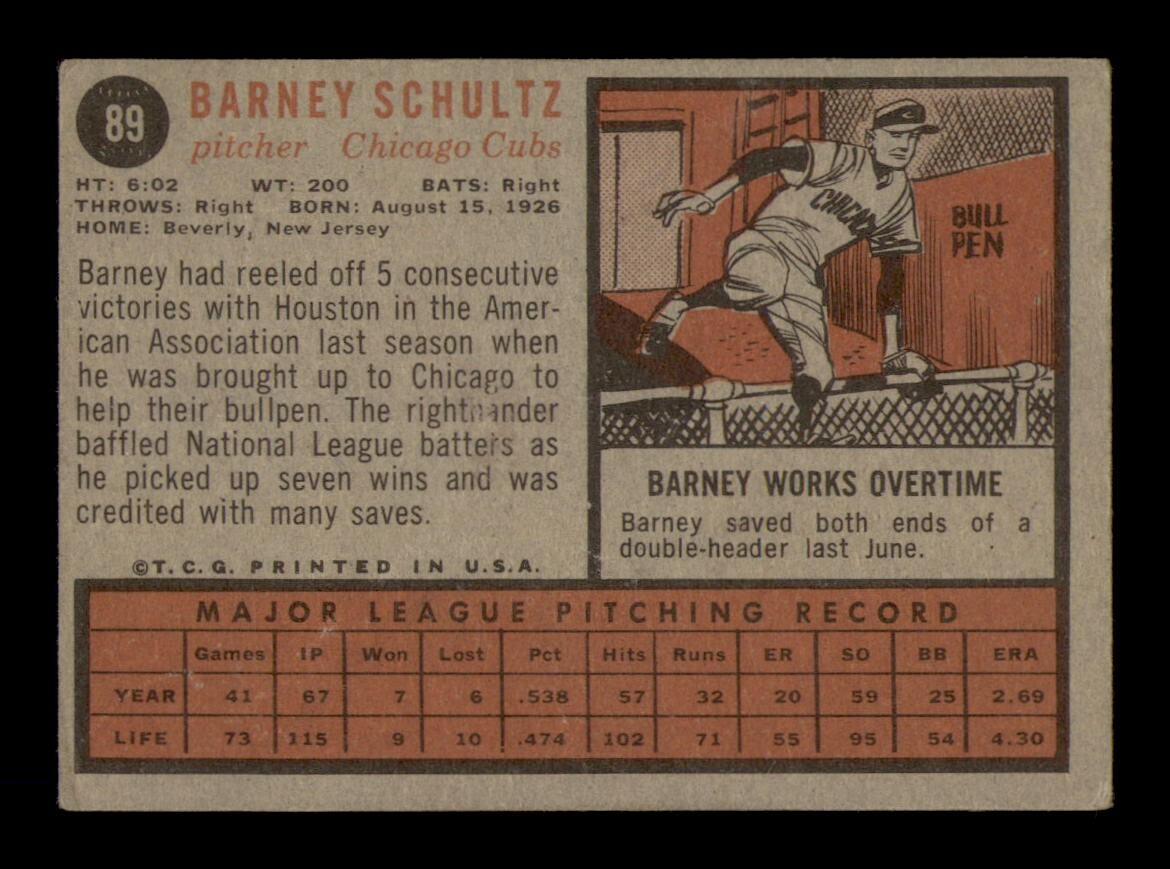 89
BARNEY SCHULTZ
pitcher Chicago Cubs
HT: 6:02 WT: 200 BATS: Right
THROWS: Right BORN: August 15, 1926
HOME: Beverly, New Jersey
Barney had reeled off 5 consecutive
victories with Houston in the Amer-
ican Association last season when
he was brought up to Chicago to
help their bullpen. The righthander
baffled National League batters as
he picked up seven wins and was
credited with many saves.
©T.C.G. PRINTED IN U.S.A.
C
CHICAGO
BULL
PEN
BARNEY WORKS OVERTIME
Barney saved both ends of a
double-header last June.
MAJOR LEAGUE PITCHING RECORD
Games IP Won Lost Pct Hits Runs ER SO BB ERA
YEAR 41 67 7 6 .538 57 32 20 59 25 2.69
LIFE 73 115 9 10 .474 102 71 55 95 54 4.30